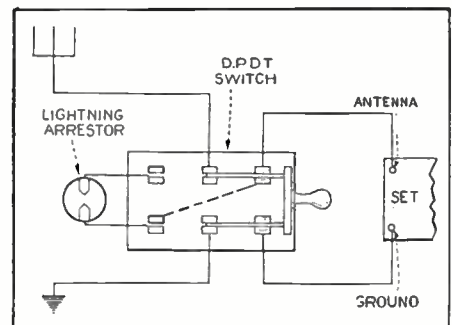 D.P.D.T
SWITCH
ANTENNA
LIGHTNING
ARRESTOR
SET
GROUND